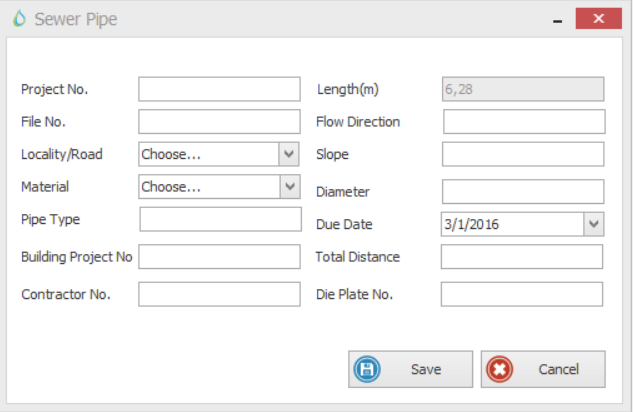 Sewer Pipe
Project No.
Length(m) 6,28
File No.
Flow Direction
Locality/Road Choose...
Slope
Material Choose...
Diameter
Pipe Type
Due Date 3/1/2016
Building Project No
Total Distance
Contractor No.
Die Plate No.
Save
Cancel